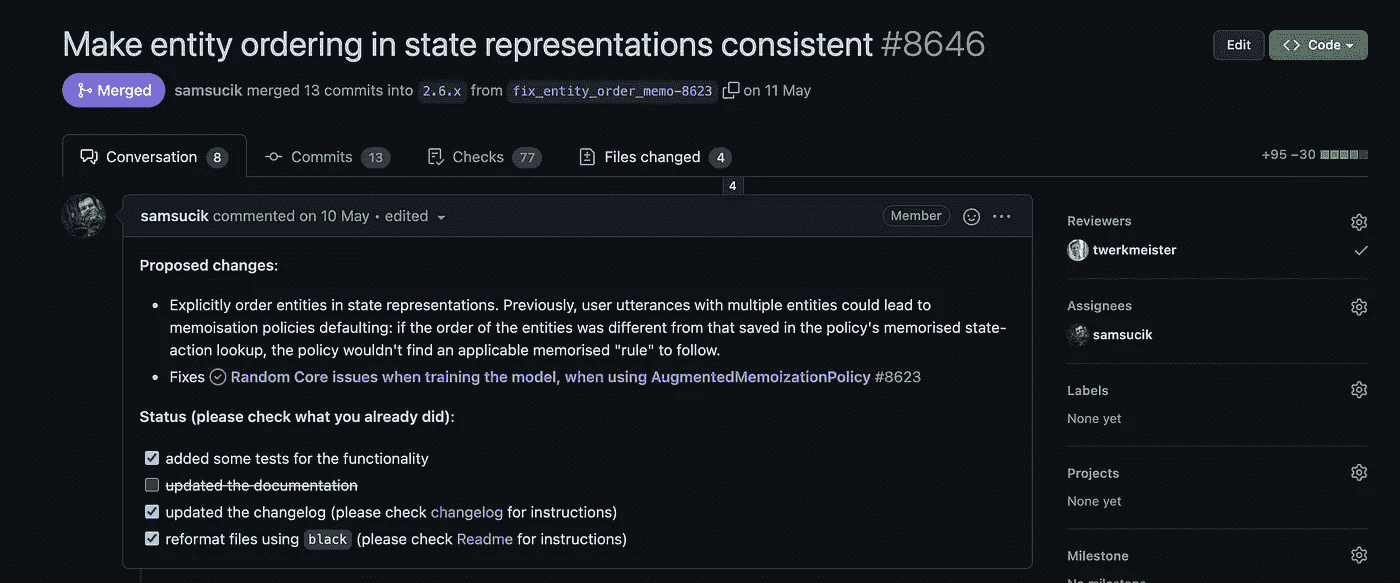 Make entity ordering in state representations consistent #8646
Edit
Code
Merged
samsucik merged 13 commits into 2.6.x from fix_entity_order_memo-8623 on 11 May
Conversation 8
Commits 13
Checks 77
Files changed 4
+95 −30
4
samsucik commented on 10 May • edited
Member
Proposed changes:
• Explicitly order entities in state representations. Previously, user utterances with multiple entities could lead to
memoisation policies defaulting: if the order of the entities was different from that saved in the policy's memorised state-
action lookup, the policy wouldn't find an applicable memorised "rule" to follow.
• Fixes Random Core issues when training the model, when using AugmentedMemoizationPolicy #8623
Status (please check what you already did):
added some tests for the functionality
updated the documentation
updated the changelog (please check changelog for instructions)
reformat files using black (please check Readme for instructions)
Reviewers
twerkmeister
Assignees
samsucik
Labels
None yet
Projects
None yet
Milestone
No milestone